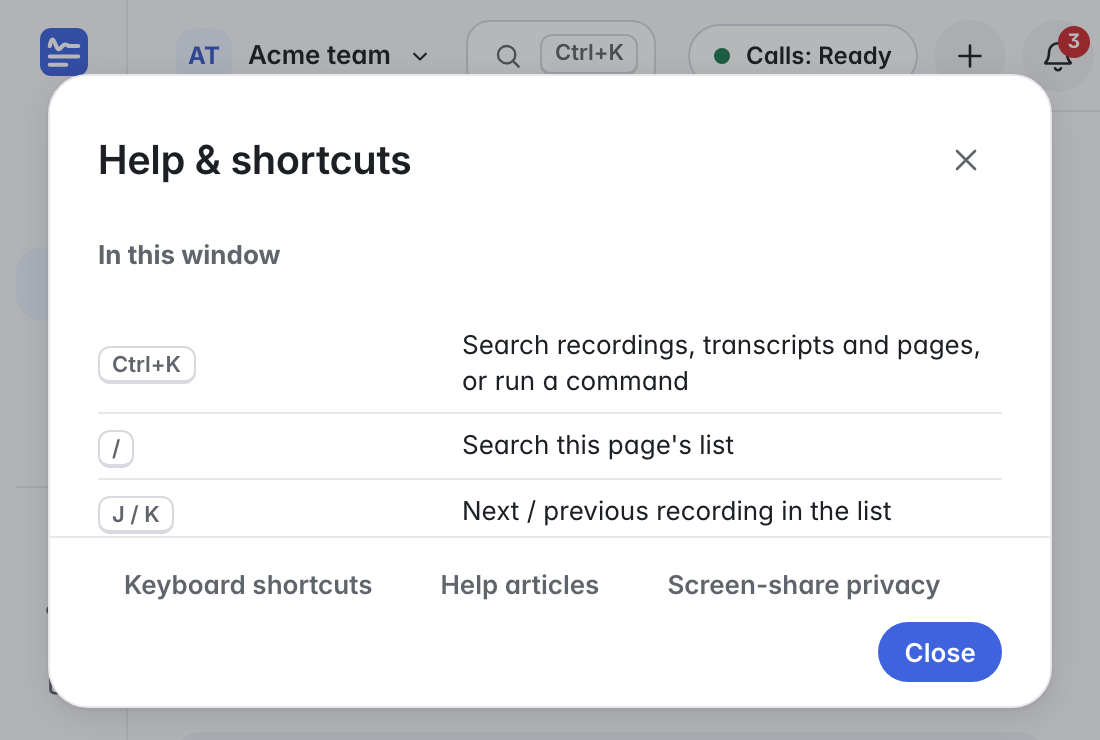 AT Acme team Ctrl+K Calls: Ready 3
Help & shortcuts
In this window
Ctrl+K Search recordings, transcripts and pages,
or run a command
/ Search this page's list
J / K Next / previous recording in the list
Keyboard shortcuts Help articles Screen-share privacy
Close